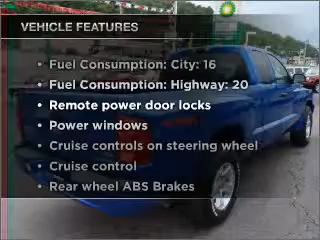 VEHICLE FEATURES
• Fuel Consumption: City: 16
• Fuel Consumption: Highway: 20
• Remote power door locks
• Power windows
• Cruise controls on steering wheel
• Cruise control
• Rear wheel ABS Brakes